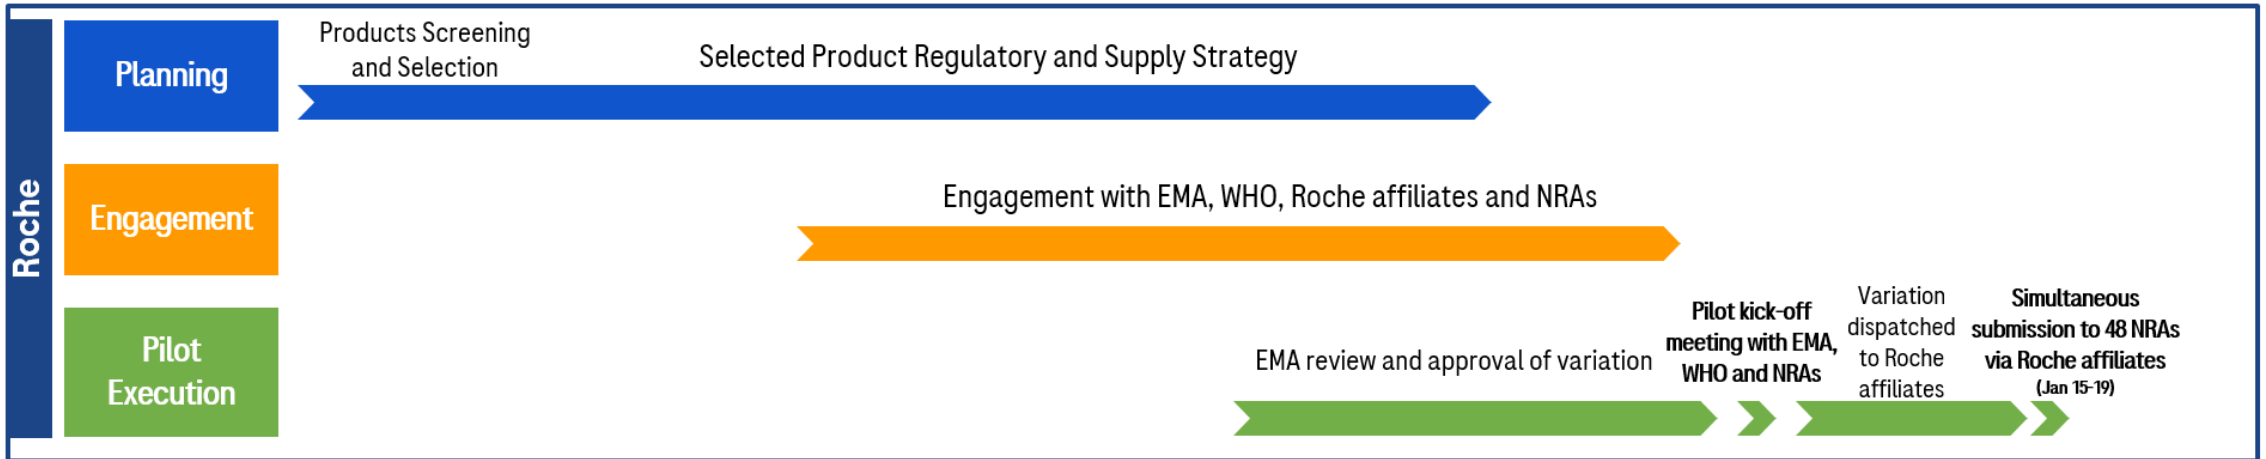 Roche
Planning
Products Screening
and Selection
Selected Product Regulatory and Supply Strategy
Engagement
Engagement with EMA, WHO, Roche affiliates and NRAs
Pilot
Execution
EMA review and approval of variation
Pilot kick-off
meeting with EMA,
WHO and NRAs
Variation
dispatched
to Roche
affiliates
Simultaneous
submission to 48 NRAs
via Roche affiliates
(Jan 15-19)